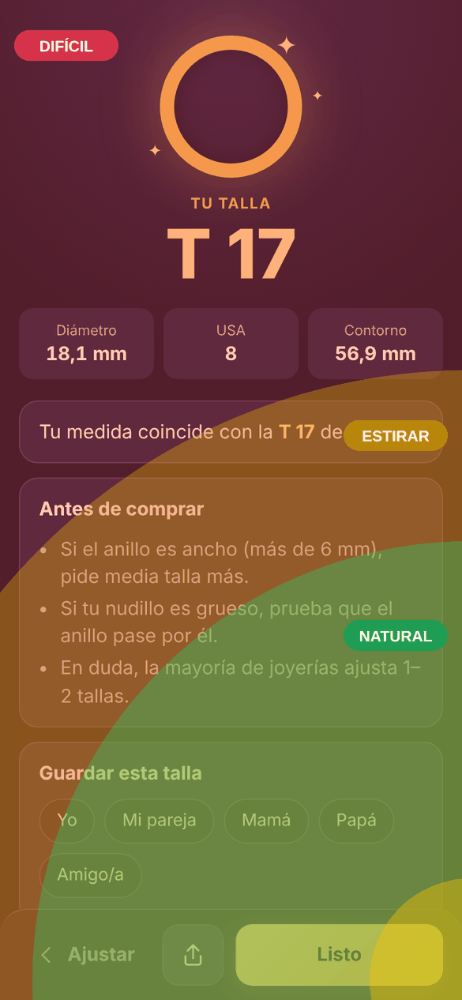 DIFÍCIL
TU TALLA
T 17
Diámetro
18,1 mm
USA
8
Contorno
56,9 mm
Tu medida coincide con la T 17 de
ESTIRAR
Antes de comprar
• Si el anillo es ancho (más de 6 mm),
pide media talla más.
• Si tu nudillo es grueso, prueba que el
anillo pase por él.
NATURAL
• En duda, la mayoría de joyerías ajusta 1–
2 tallas.
Guardar esta talla
Yo
Mi pareja
Mamá
Papá
Amigo/a
Ajustar
Listo